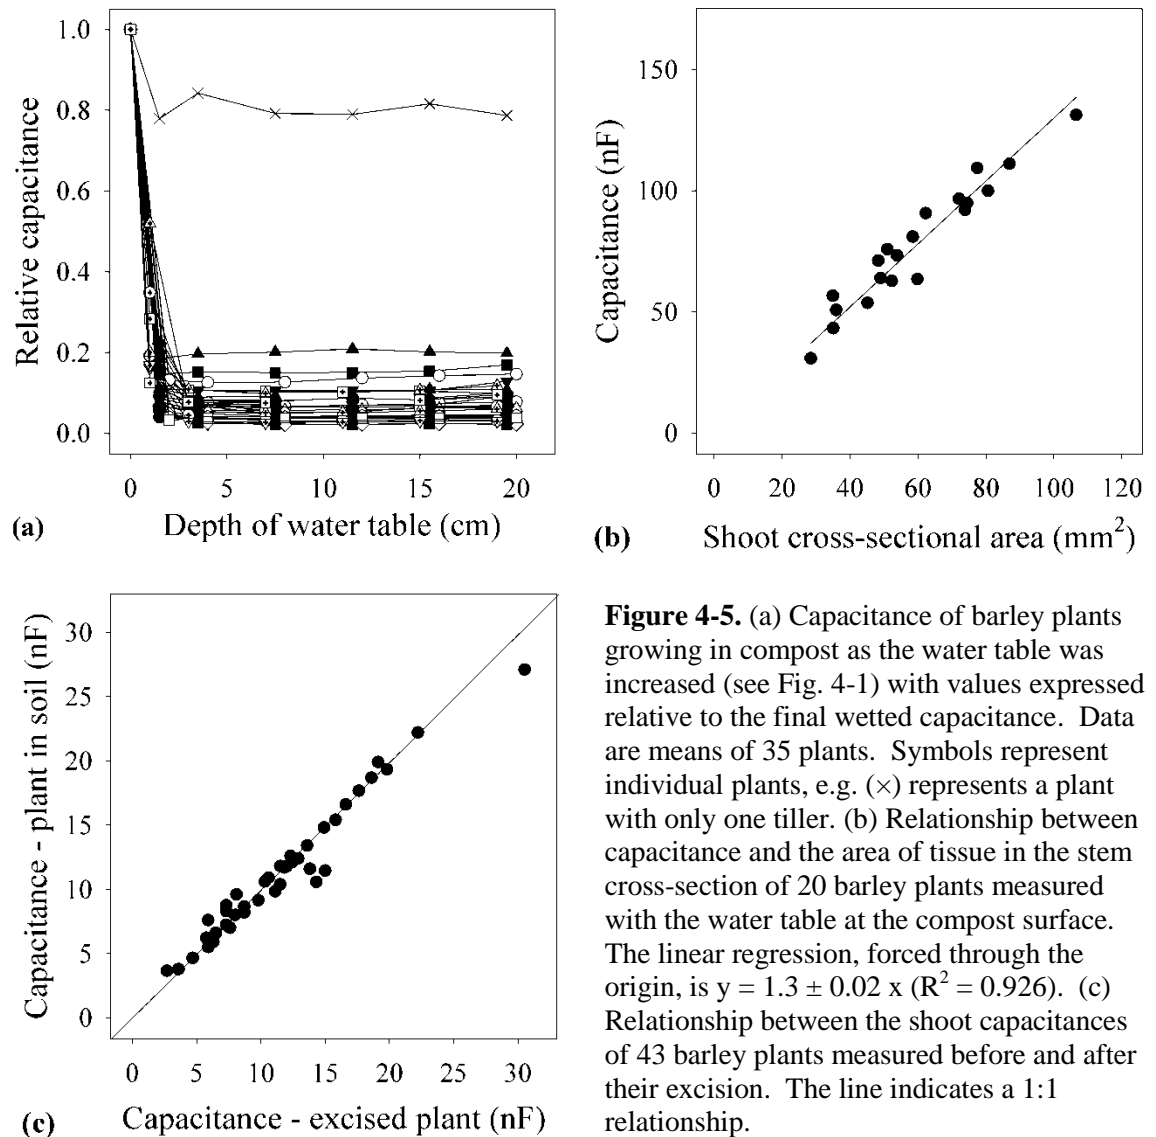 1.0
0.8
0.6
0.4
0.2
0.0
Relative capacitance
0 5 10 15 20
(a) Depth of water table (cm)
150
100
50
0
Capacitance (nF)
0 20 40 60 80 100 120
(b) Shoot cross-sectional area (mm²)
30
25
20
15
10
5
0
Capacitance - plant in soil (nF)
0 5 10 15 20 25 30
(c) Capacitance - excised plant (nF)
Figure 4-5. (a) Capacitance of barley plants
growing in compost as the water table was
increased (see Fig. 4-1) with values expressed
relative to the final wetted capacitance. Data
are means of 35 plants. Symbols represent
individual plants, e.g. (×) represents a plant
with only one tiller. (b) Relationship between
capacitance and the area of tissue in the stem
cross-section of 20 barley plants measured
with the water table at the compost surface.
The linear regression, forced through the
origin, is y = 1.3 ± 0.02 x (R² = 0.926). (c)
Relationship between the shoot capacitances
of 43 barley plants measured before and after
their excision. The line indicates a 1:1
relationship.